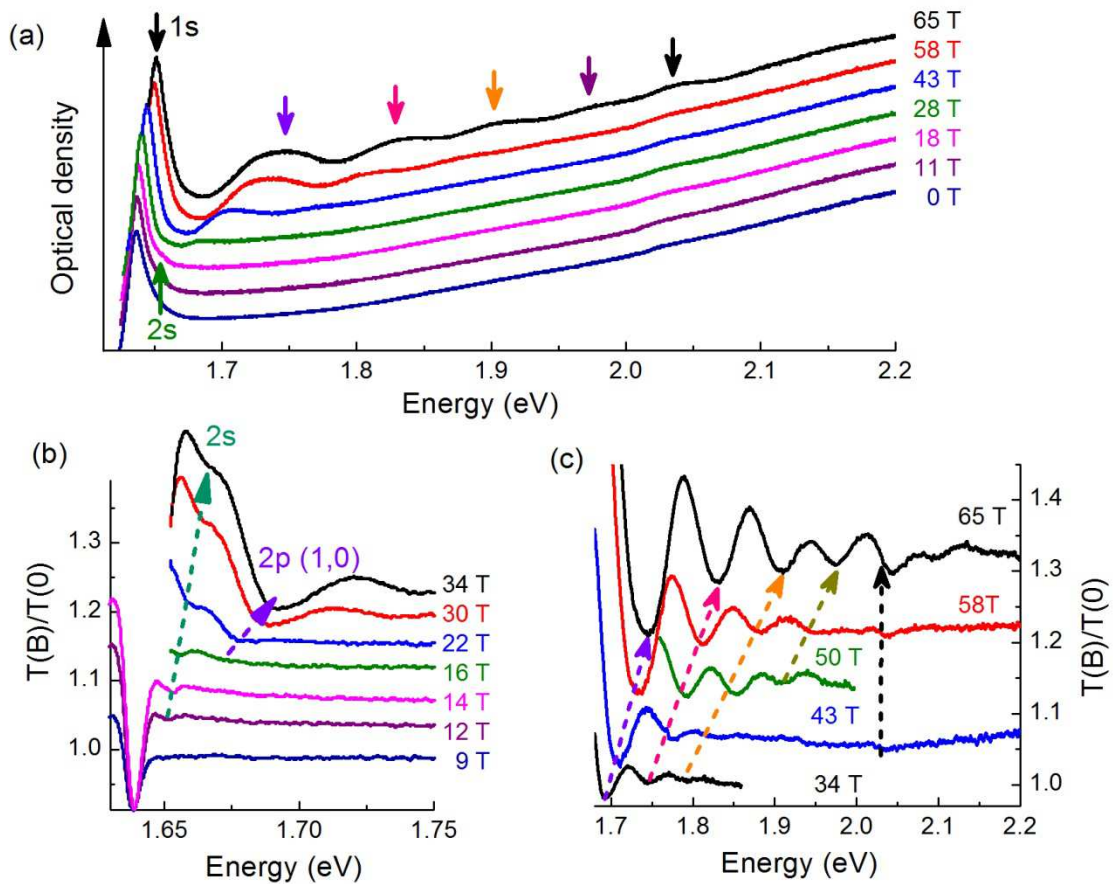 (a)
1s
65 T
58 T
43 T
28 T
18 T
11 T
0 T
Optical density
2s
1.7 1.8 1.9 2.0 2.1 2.2
Energy (eV)
(b)
2s
2p (1,0)
34 T
30 T
22 T
16 T
14 T
12 T
9 T
T(B)/T(0)
1.3
1.2
1.1
1.0
1.65 1.70 1.75
Energy (eV)
(c)
65 T
58T
50 T
43 T
34 T
1.4
1.3
1.2
1.1
1.0
T(B)/T(0)
1.7 1.8 1.9 2.0 2.1 2.2
Energy (eV)